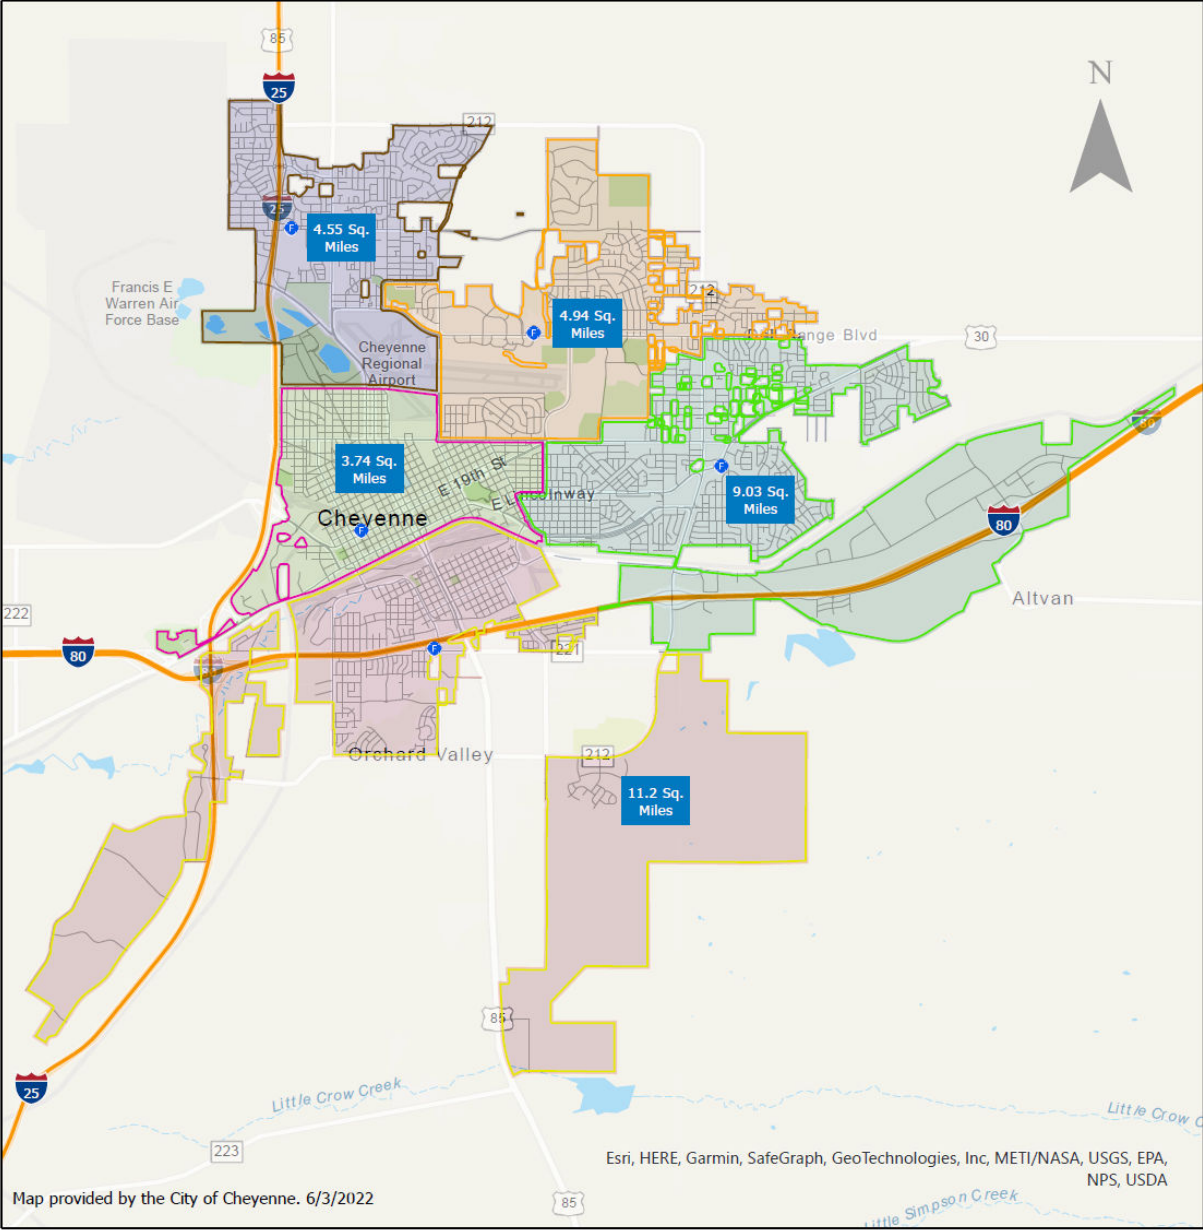 85
N
25
212
25
4.55 Sq.
Miles
Francis E
Warren Air
Force Base
212
4.94 Sq.
Miles
Range Blvd
30
Cheyenne
Regional
Airport
80
3.74 Sq.
Miles
E 19th St
E Lincolnway
9.03 Sq.
Miles
Cheyenne
80
F
F
F
F
F
Altvan
222
80
221
Orchard Valley
212
11.2 Sq.
Miles
85
25
Little Crow Creek
Little Crow C
223
Esri, HERE, Garmin, SafeGraph, GeoTechnologies, Inc, METI/NASA, USGS, EPA,
NPS, USDA
Map provided by the City of Cheyenne. 6/3/2022
85
Little Simpson Creek